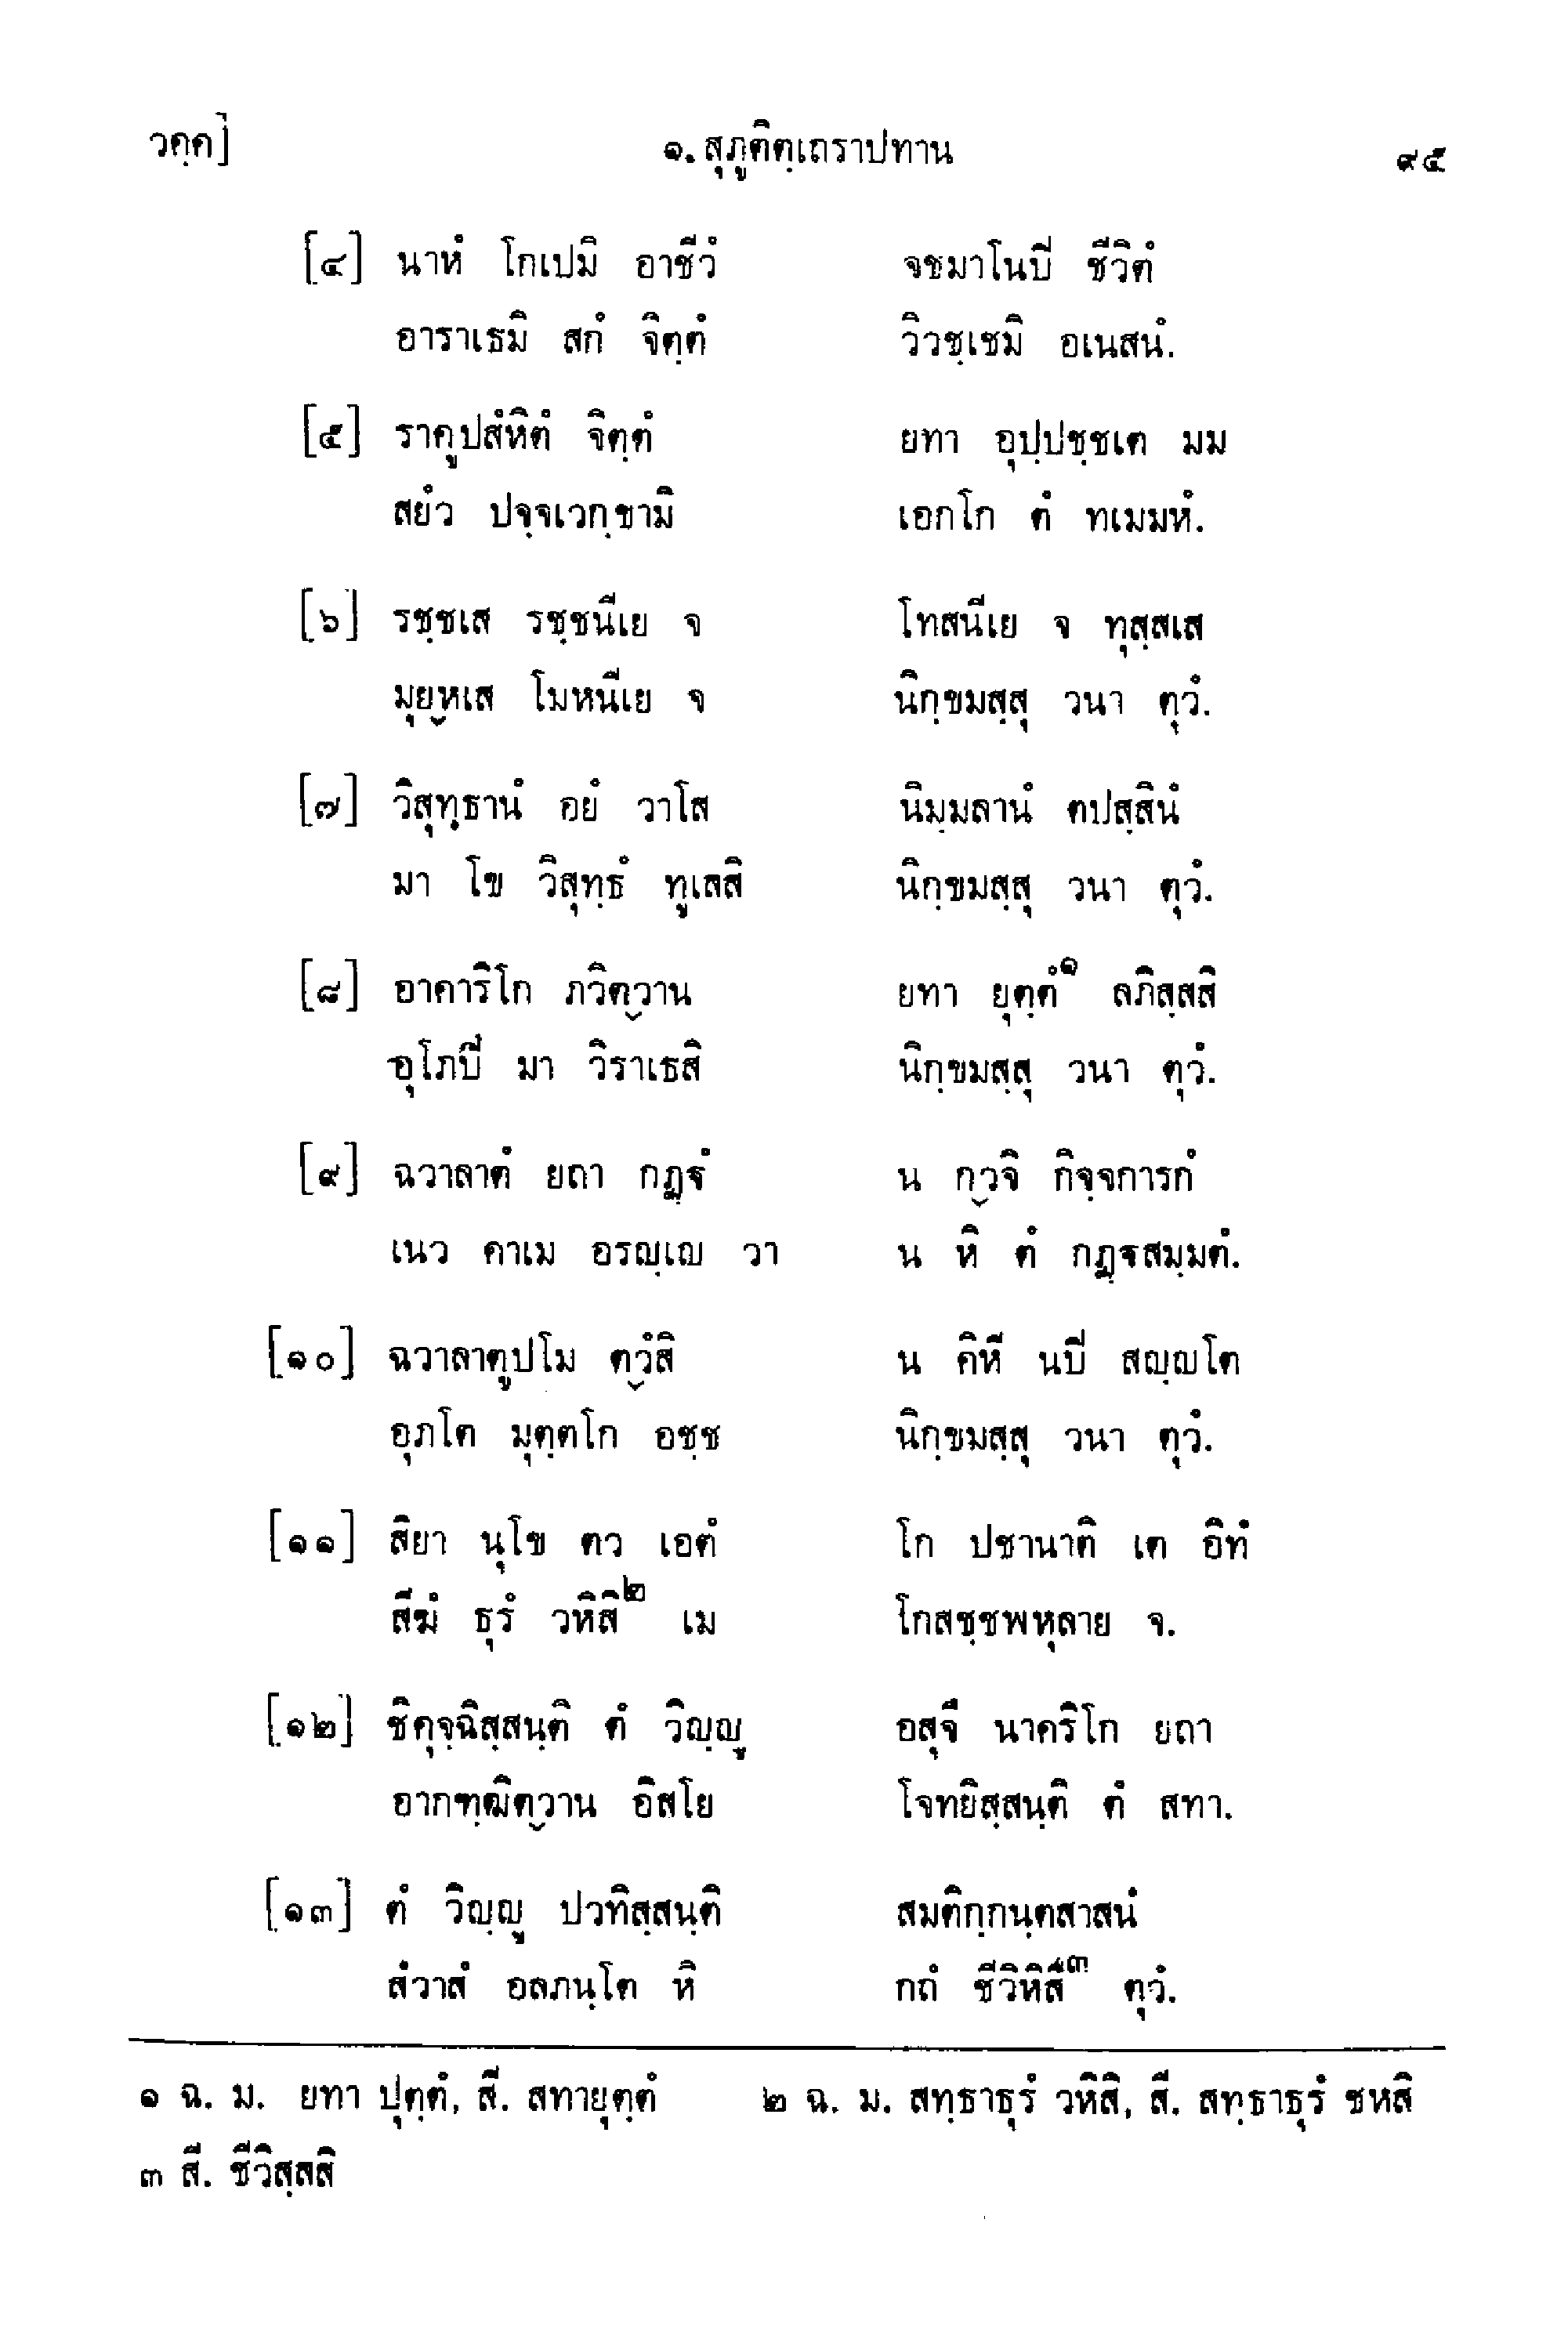 วคฺค]	๑. สุภูติตฺเถราปทาน	๙๕
[๔] นาหํ โกเปมิ อาชีวํ	จชมาโนปิ ชีวิตํ
อาราเธมิ สกํ จิตฺตํ	วิวชฺเชมิ อเนสนํ.
[๕] ราคูปสํหิตํ จิตฺตํ	ยทา อุปฺปชฺชเต มม
สยํว ปจฺจเวกฺขามิ	เอกโก ตํ ทเมมหํ.
[๖] รชฺชเส รชฺชนีเย จ	โทสนีเย จ ทุสฺสเส
มุยฺหเส โมหนีเย จ	นิกฺขมสฺสุ วนา ตุวํ.
[๗] วิสุทฺธานํ อยํ วาโส	นิมฺมลานํ ตปสฺสินํ
มา โข วิสุทฺธํ ทูเสสิ	นิกฺขมสฺสุ วนา ตุวํ.
[๘] อาคาริโก ภวิตฺวาน	ยทา ยุตฺตํ๑ ลภิสฺสสิ
อุโภปิ มา วิราเธสิ	นิกฺขมสฺสุ วนา ตุวํ.
[๙] ฉวาลาตํ ยถา กฏฺฐํ	น กฺวจิ กิจฺจการกํ
เนว คาเม อรญฺเญ วา	น หิ ตํ กฏฺฐสมฺมตํ.
[๑๐] ฉวาลาตูปโม ตฺวํสิ	น คิหี นปิ สญฺญโต
อุภโต มุตฺตโก อชฺช	นิกฺขมสฺสุ วนา ตุวํ.
[๑๑] สิยา นุโข ตว เอตํ	โก ปชานาติ เต อิทํ
สีฆํ ธุรํ วหิสิ๒ เม	โกสชฺชพหุลาย จ.
[๑๒] ชิคุจฺฉิสฺสนฺติ ตํ วิญฺญู	อสุจึ นาคริโก ยถา
อากฑฺฒิตฺวาน อิสโย	โจทยิสฺสนฺติ ตํ สทา.
[๑๓] ตํ วิญฺญู ปวทิสฺสนฺติ	สมติกฺกนฺตสาสนํ
สํวาสํ อลภนฺโต หิ	กถํ ชีวิหิสิ๓ ตุวํ.
๑ ฉ. ม. ยทา ปุตฺตํ, สี. สทายุตฺตํ	๒ ฉ. ม. สทฺธาธุรํ วหิสิ, สี. สทฺธาธุรํ ชหสิ
๓ สี. ชีวิสฺสสิ